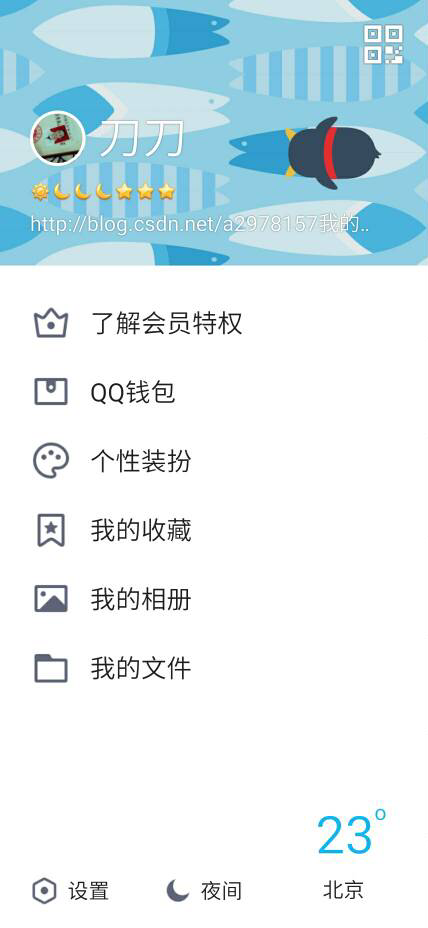 刀刀
http://blog.csdn.net/a2978157我的..
了解会员特权
QQ钱包
个性装扮
我的收藏
我的相册
我的文件
23°
设置 夜间 北京